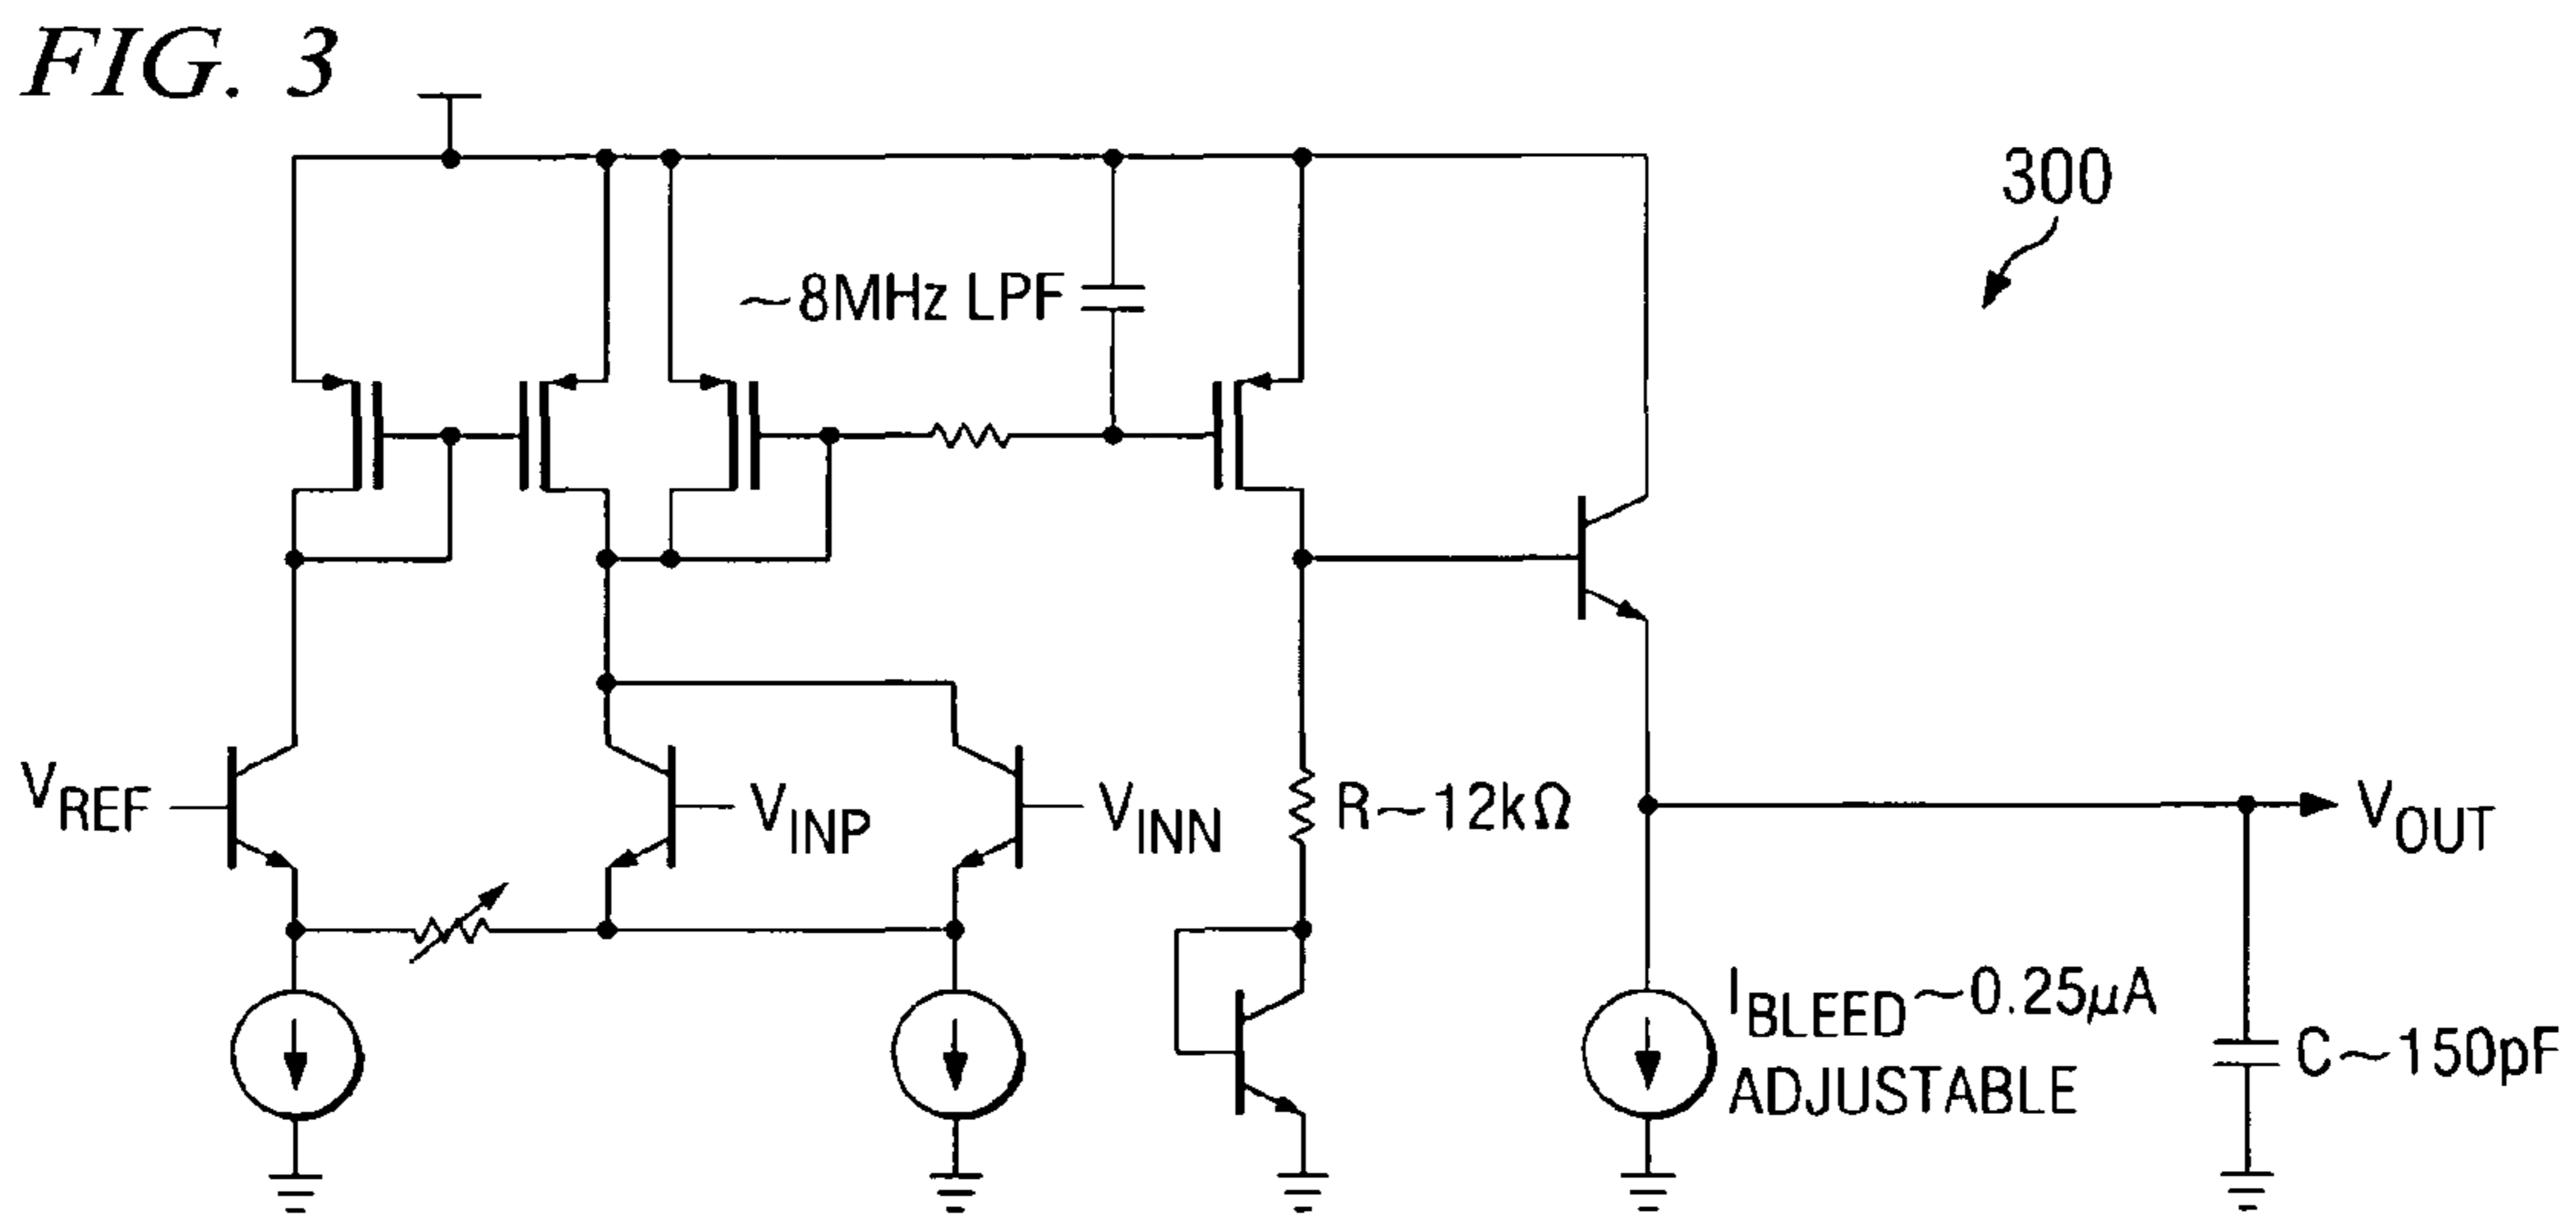 FIG. 3
300
~8MHz LPF
VREF
VINP
VINN
R~12kΩ
VOUT
IBLEED~0.25μA
ADJUSTABLE
C~150pF